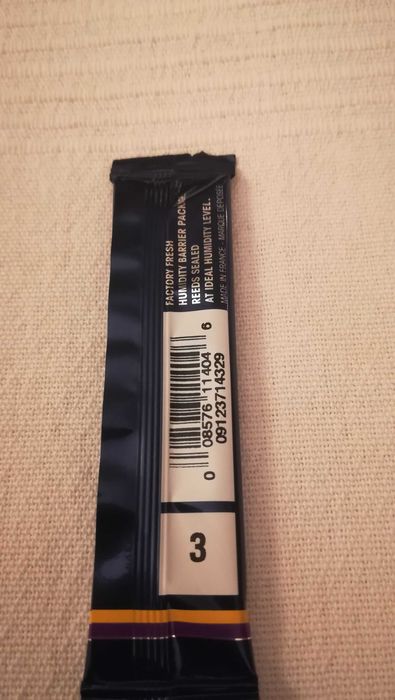 FACTORY FRESH
HUMIDITY BARRIER PACK
REEDS SEALED
AT IDEAL HUMIDITY LEVEL.
MADE IN FRANCE - MARQUE DÉPOSÉE
0 08576 11404 6
09123714329
3